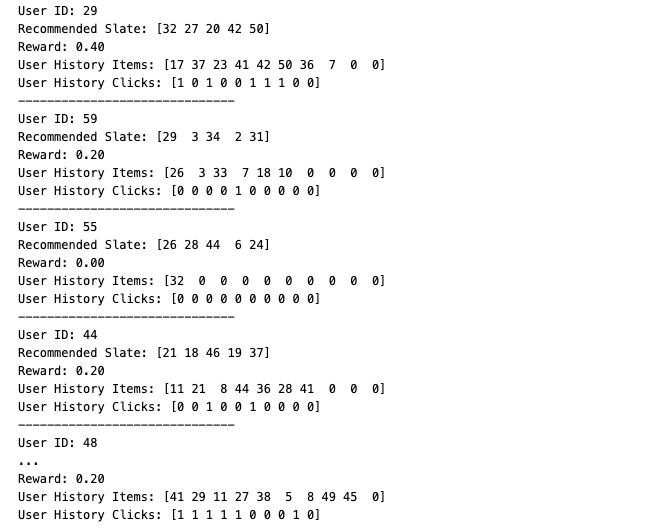 User ID: 29
Recommended Slate: [32 27 20 42 50]
Reward: 0.40
User History Items: [17 37 23 41 42 50 36  7  0  0]
User History Clicks: [1 0 1 0 0 1 1 1 0 0]
------------------------------
User ID: 59
Recommended Slate: [29  3 34  2 31]
Reward: 0.20
User History Items: [26  3 33  7 18 10  0  0  0  0]
User History Clicks: [0 0 0 0 1 0 0 0 0 0]
------------------------------
User ID: 55
Recommended Slate: [26 28 44  6 24]
Reward: 0.00
User History Items: [32  0  0  0  0  0  0  0  0  0]
User History Clicks: [0 0 0 0 0 0 0 0 0 0]
------------------------------
User ID: 44
Recommended Slate: [21 18 46 19 37]
Reward: 0.20
User History Items: [11 21  8 44 36 28 41  0  0  0]
User History Clicks: [0 0 1 0 0 1 0 0 0 0]
------------------------------
User ID: 48
...
Reward: 0.20
User History Items: [41 29 11 27 38  5  8 49 45  0]
User History Clicks: [1 1 1 1 1 0 0 0 1 0]